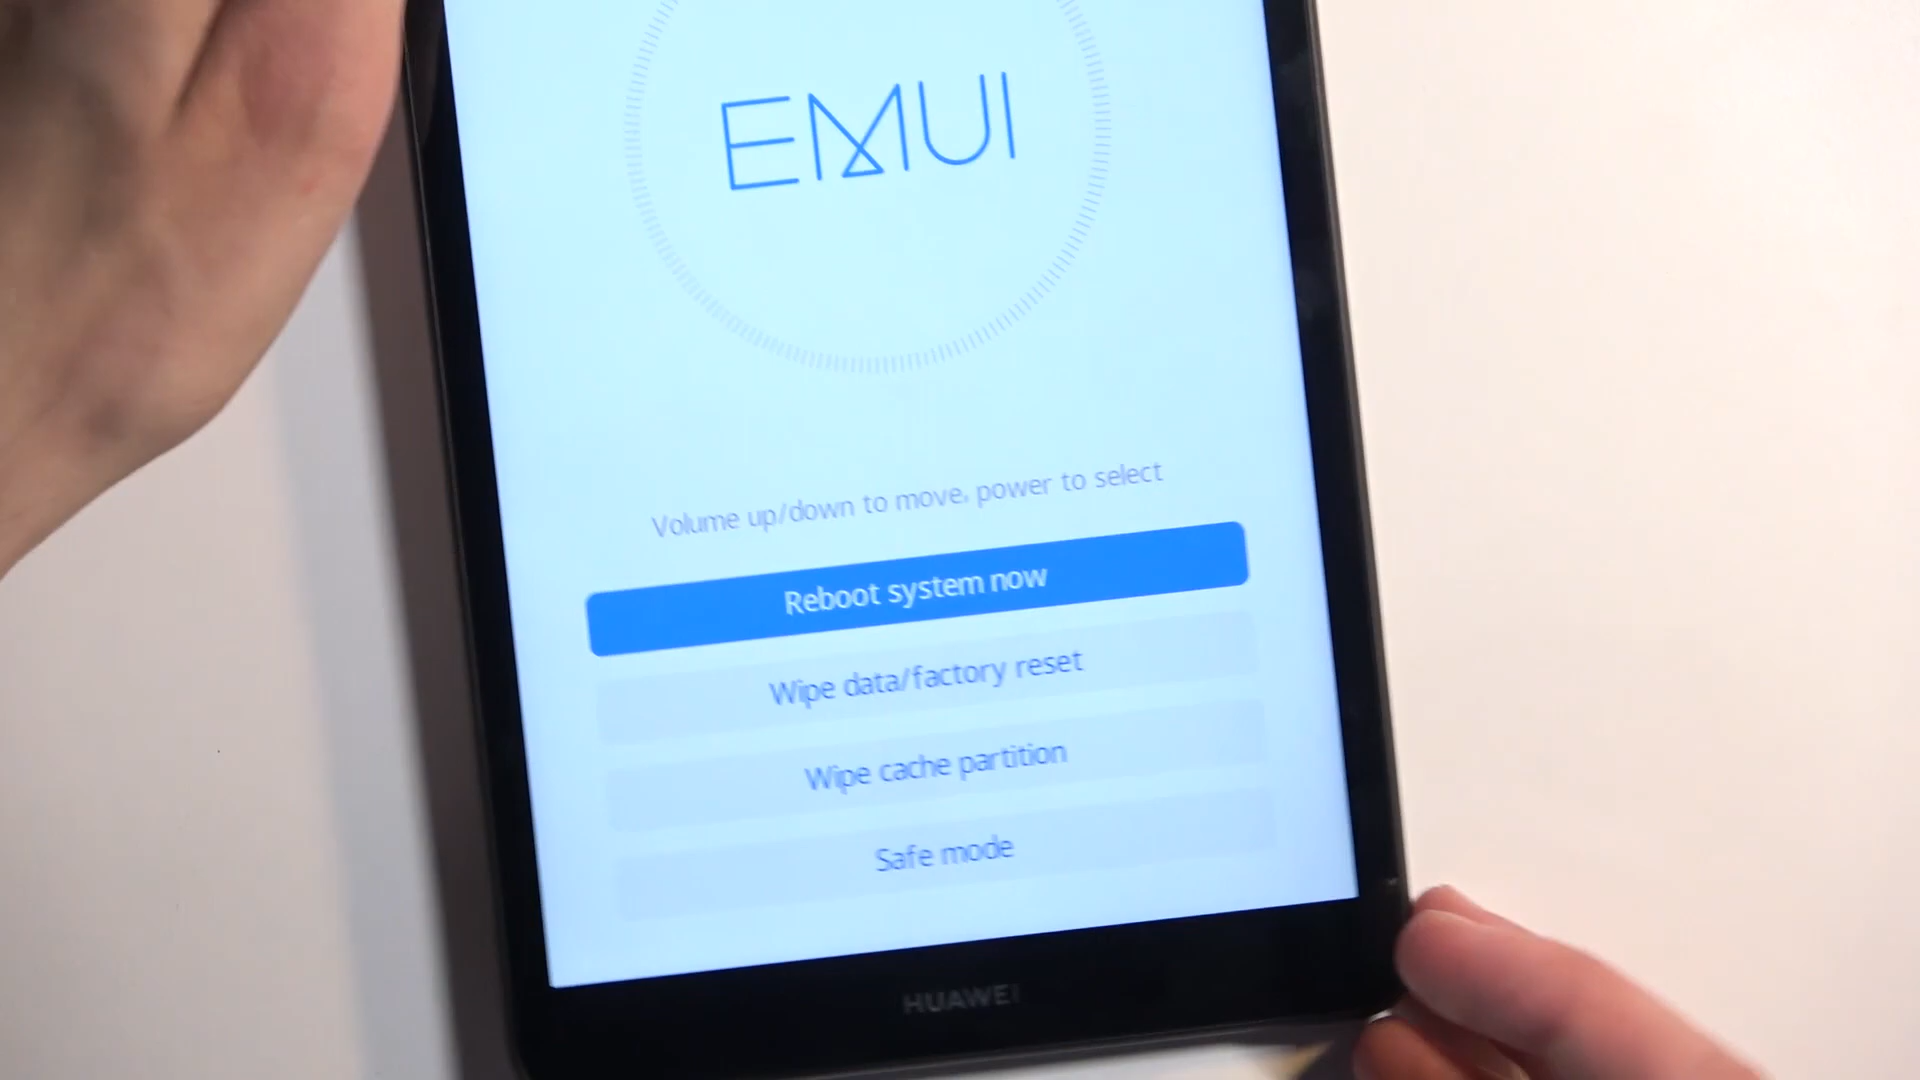 EMUI
Volume up/down to move, power to select
Reboot system now
Wipe data/factory reset
Wipe cache partition
Safe mode
HUAWEI